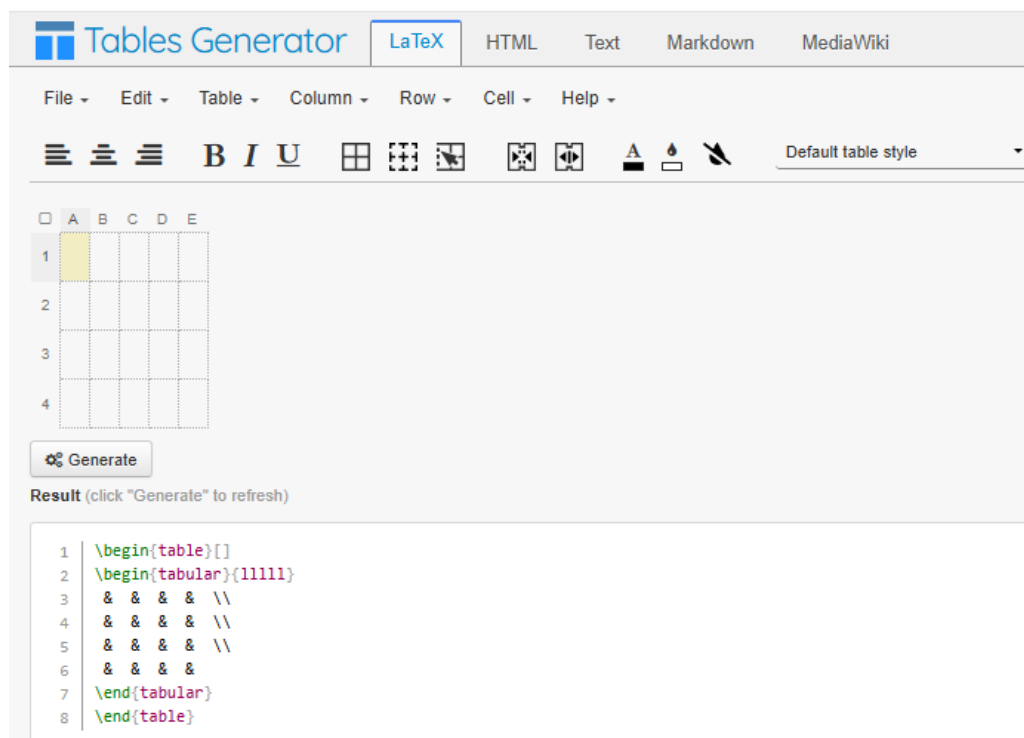 Tables Generator LaTeX HTML Text Markdown MediaWiki
File Edit Table Column Row Cell Help
B I U A Default table style
A B C D E
1
2
3
4
Generate
Result (click "Generate" to refresh)
1 \begin{table}[]
2 \begin{tabular}{lllll}
3 & & & & \\
4 & & & & \\
5 & & & & \\
6 & & & &
7 \end{tabular}
8 \end{table}